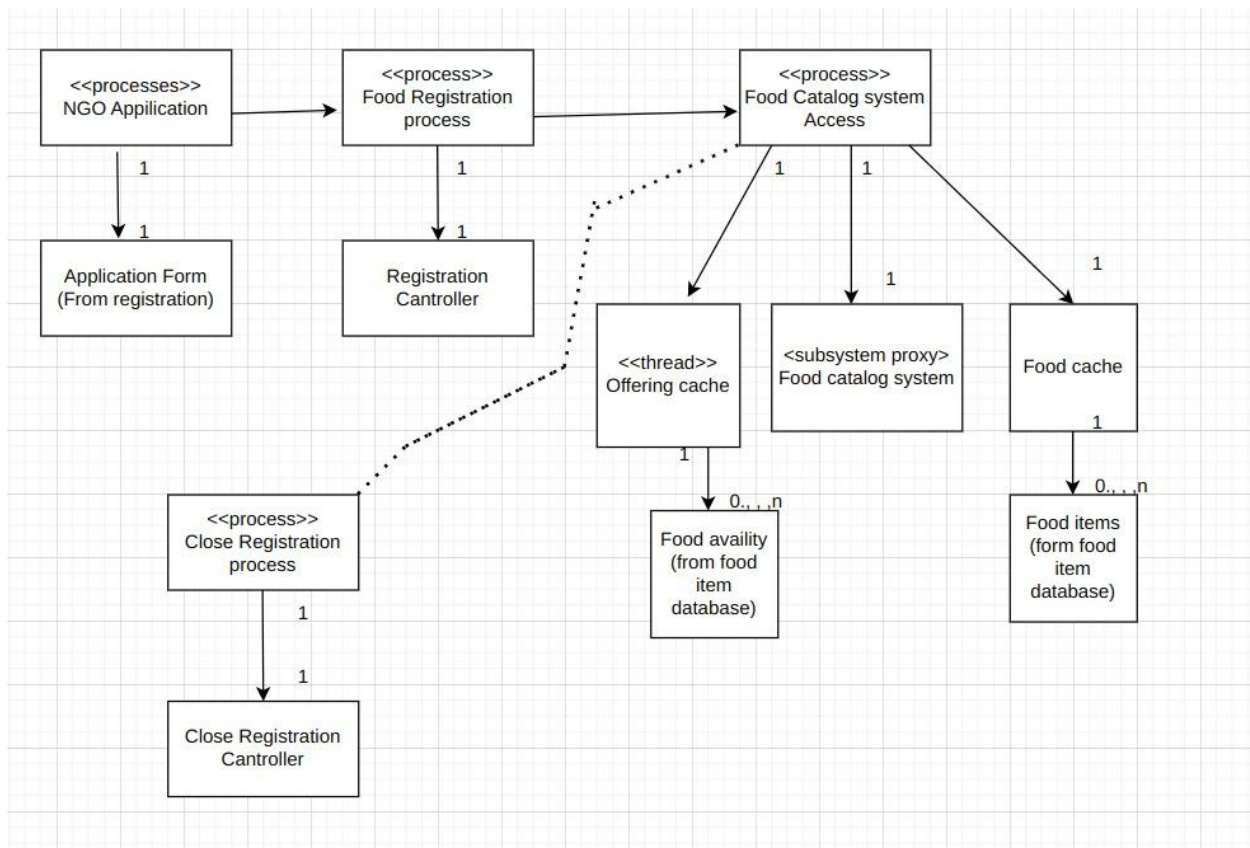 <<processes>>
NGO Appilication
<<process>>
Food Registration
process
<<process>>
Food Catalog system
Access
1
1
1
1
1
1
Application Form
(From registration)
Registration
Cantroller
1
1
<<thread>>
Offering cache
<subsystem proxy>
Food catalog system
Food cache
1
1
0., , ,n
0., , ,n
<<process>>
Close Registration
process
Food availity
(from food
item
database)
Food items
(form food
item
database)
1
1
Close Registration
Cantroller